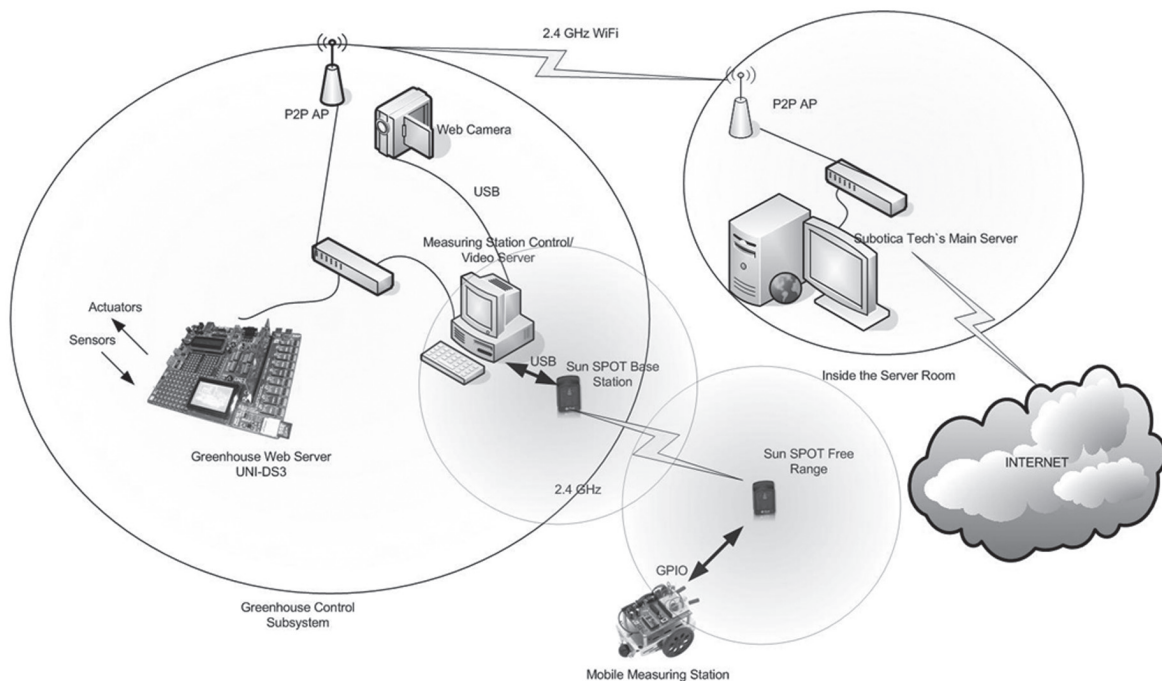 2.4 GHz WiFi
P2P AP
Web Camera
USB
P2P AP
Subotica Tech`s Main Server
Inside the Server Room
Measuring Station Control/
Video Server
Actuators
Sensors
Greenhouse Web Server
UNI-DS3
USB
Sun SPOT Base
Station
2.4 GHz
Sun SPOT Free
Range
GPIO
Mobile Measuring Station
INTERNET
Greenhouse Control
Subsystem